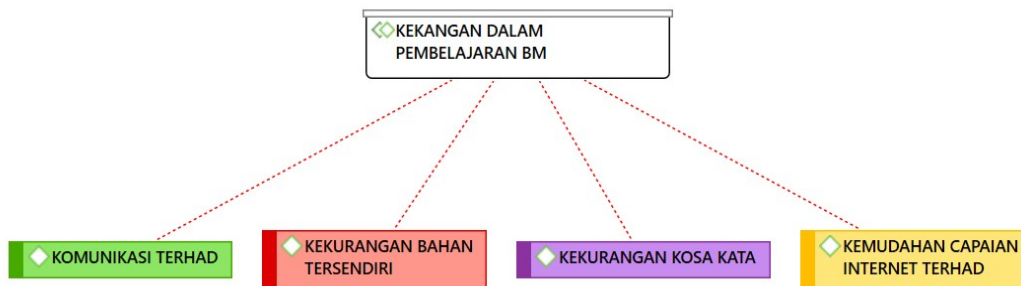 KEKANGAN DALAM
PEMBELAJARAN BM
KOMUNIKASI TERHAD
KEKURANGAN BAHAN
TERSENDIRI
KEKURANGAN KOSA KATA
KEMUDAHAN CAPAIAN
INTERNET TERHAD